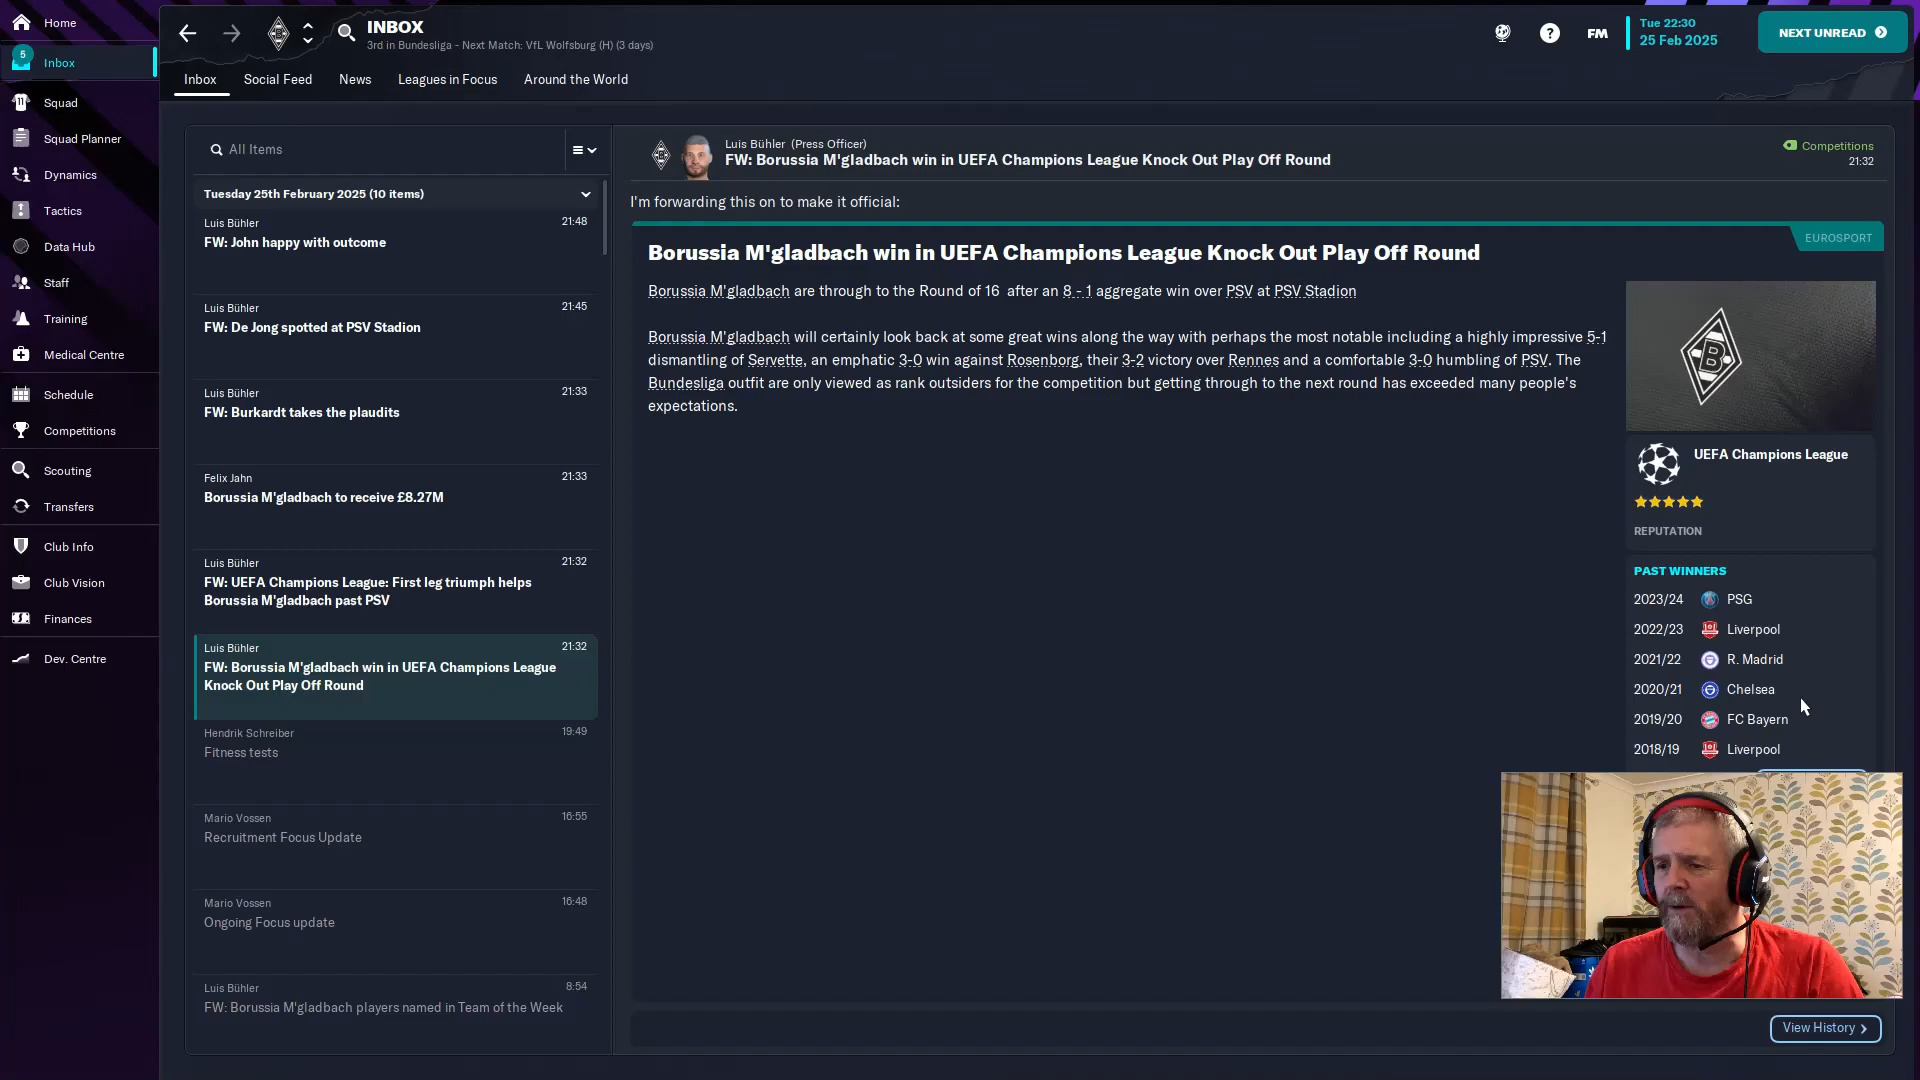 Home
5
Inbox
Squad
Squad Planner
Dynamics
Tactics
Data Hub
Staff
Training
Medical Centre
Schedule
Competitions
Scouting
Transfers
Club Info
Club Vision
Finances
Dev. Centre
INBOX
3rd in Bundesliga - Next Match: VfL Wolfsburg (H) (3 days)
FM
Tue 22:30
25 Feb 2025
NEXT UNREAD
Inbox
Social Feed
News
Leagues in Focus
Around the World
All Items
Tuesday 25th February 2025 (10 items)
Luis Bühler 21:48
FW: John happy with outcome
Luis Bühler 21:45
FW: De Jong spotted at PSV Stadion
Luis Bühler 21:33
FW: Burkardt takes the plaudits
Felix Jahn 21:33
Borussia M'gladbach to receive £8.27M
Luis Bühler 21:32
FW: UEFA Champions League: First leg triumph helps
Borussia M'gladbach past PSV
Luis Bühler 21:32
FW: Borussia M'gladbach win in UEFA Champions League
Knock Out Play Off Round
Hendrik Schreiber 19:49
Fitness tests
Mario Vossen 16:55
Recruitment Focus Update
Mario Vossen 16:48
Ongoing Focus update
Luis Bühler 8:54
FW: Borussia M'gladbach players named in Team of the Week
Luis Bühler (Press Officer)
FW: Borussia M'gladbach win in UEFA Champions League Knock Out Play Off Round
Competitions
21:32
I'm forwarding this on to make it official:
EUROSPORT
Borussia M'gladbach win in UEFA Champions League Knock Out Play Off Round
Borussia M'gladbach are through to the Round of 16 after an 8 - 1 aggregate win over PSV at PSV Stadion
Borussia M'gladbach will certainly look back at some great wins along the way with perhaps the most notable including a highly impressive 5-1
dismantling of Servette, an emphatic 3-0 win against Rosenborg, their 3-2 victory over Rennes and a comfortable 3-0 humbling of PSV. The
Bundesliga outfit are only viewed as rank outsiders for the competition but getting through to the next round has exceeded many people's
expectations.
UEFA Champions League
REPUTATION
PAST WINNERS
2023/24 PSG
2022/23 Liverpool
2021/22 R. Madrid
2020/21 Chelsea
2019/20 FC Bayern
2018/19 Liverpool
View History